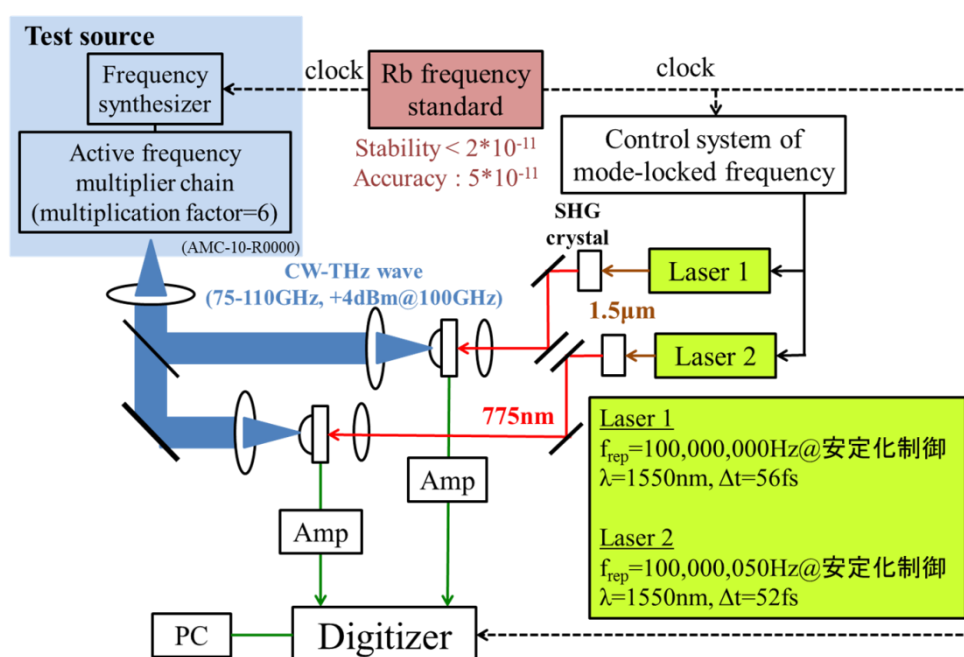 Test source
Frequency
synthesizer
Active frequency
multiplier chain
(multiplication factor=6)
(AMC-10-R0000)
clock
Rb frequency
standard
Stability < 2*10⁻¹¹
Accuracy : 5*10⁻¹¹
clock
Control system of
mode-locked frequency
SHG
crystal
Laser 1
1.5μm
Laser 2
CW-THz wave
(75-110GHz, +4dBm@100GHz)
775nm
Amp
Amp
PC
Digitizer
Laser 1
frep=100,000,000Hz@安定化制御
λ=1550nm, Δt=56fs
Laser 2
frep=100,000,050Hz@安定化制御
λ=1550nm, Δt=52fs